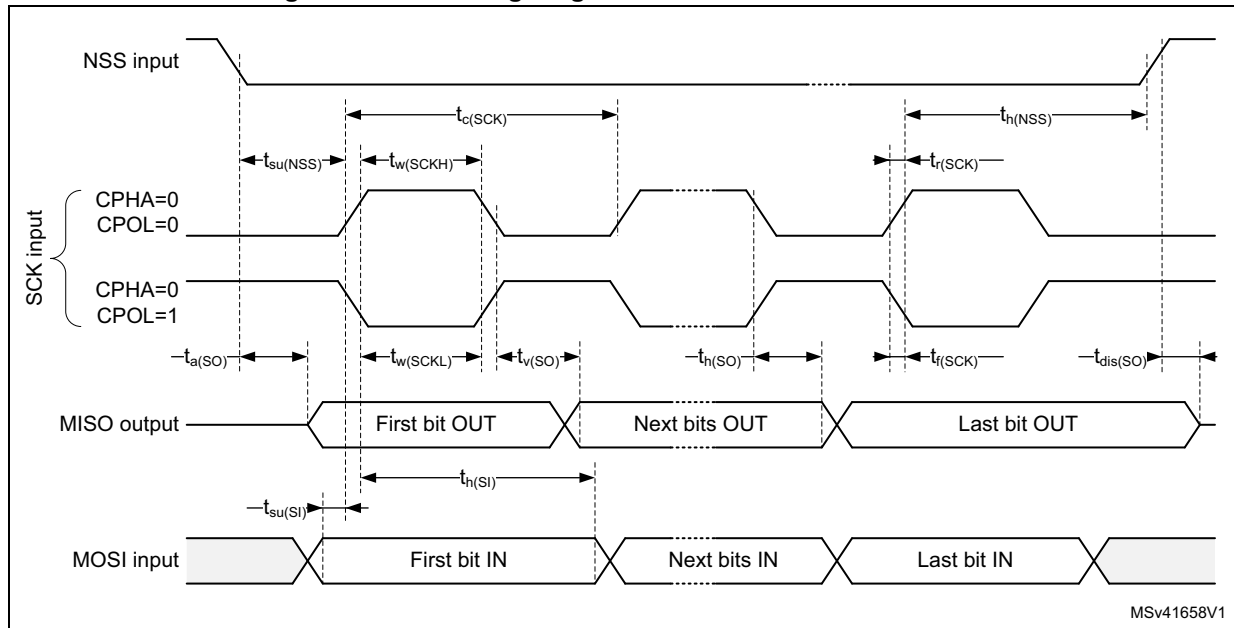 NSS input
tc(SCK)
th(NSS)
tsu(NSS)
tw(SCKH)
tr(SCK)
SCK input
CPHA=0
CPOL=0
CPHA=0
CPOL=1
ta(SO)
tw(SCKL)
tv(SO)
th(SO)
tf(SCK)
tdis(SO)
MISO output
First bit OUT
Next bits OUT
Last bit OUT
th(SI)
tsu(SI)
MOSI input
First bit IN
Next bits IN
Last bit IN
MSv41658V1